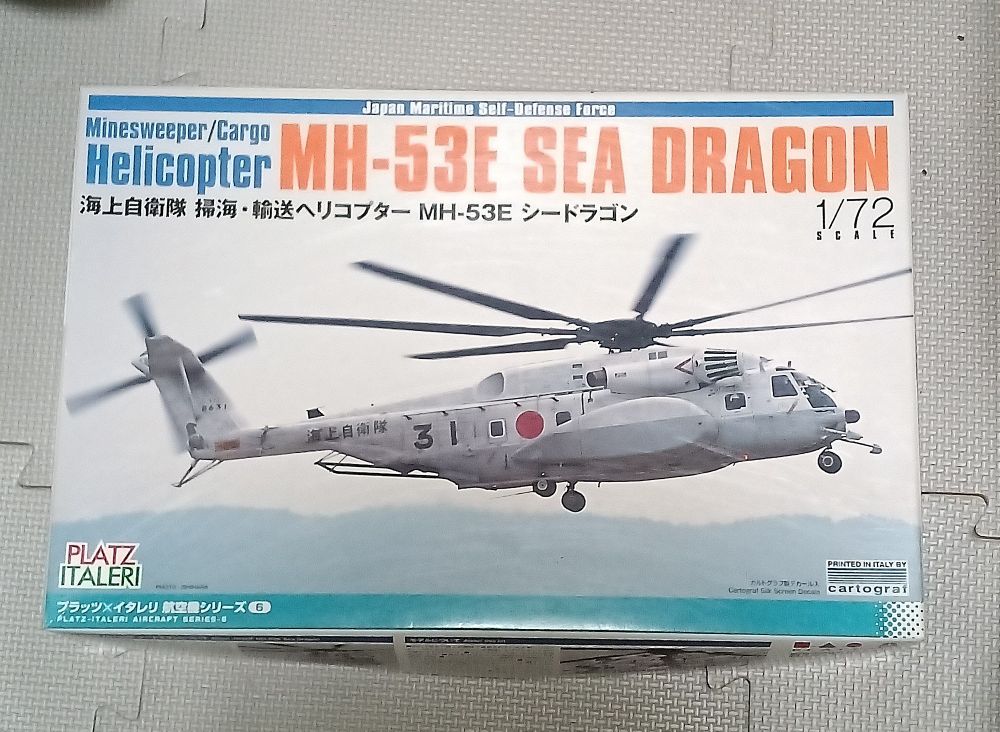 Japan Maritime Self-Defense Force
Minesweeper/Cargo
Helicopter MH-53E SEA DRAGON
海上自衛隊 掃海・輸送ヘリコプター MH-53E シードラゴン
1/72
SCALE
8631
海上自衛隊 31
PLATZ
ITALERI
カルトグラフ製デカール入
Cartograf Silk Screen Decals
PRINTED IN ITALY BY
cartograf
プラッツ×イタレリ 航空機シリーズ 6
PLATZ-ITALERI AIRCRAFT SERIES-6